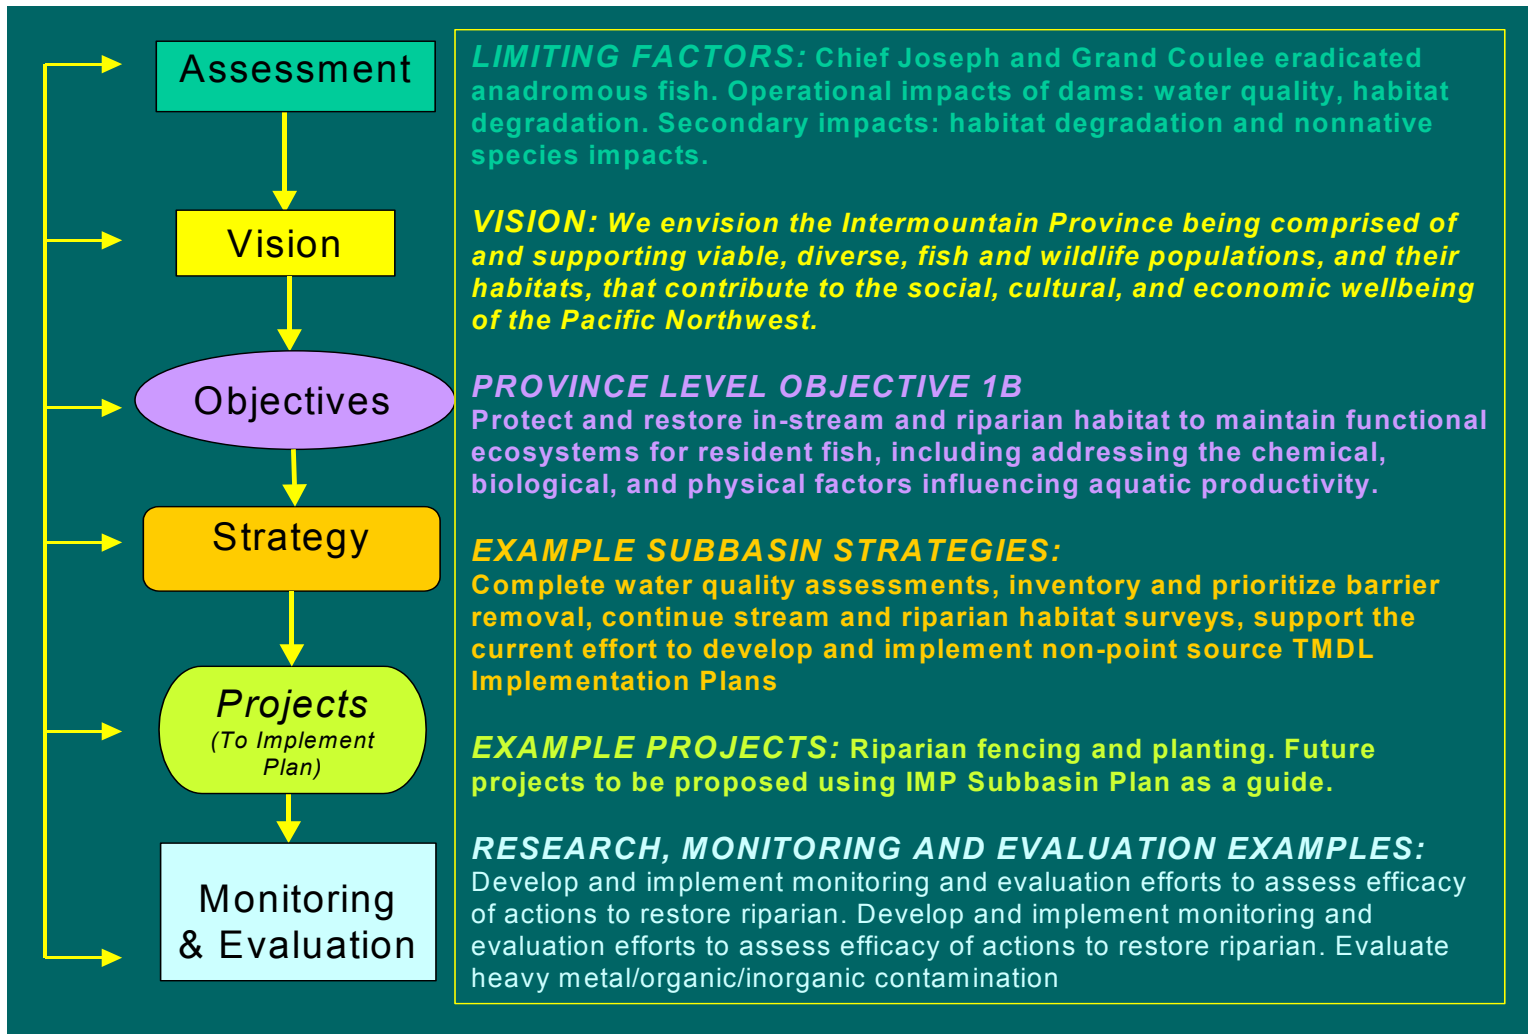 Assessment
LIMITING FACTORS: Chief Joseph and Grand Coulee eradicated
anadromous fish. Operational impacts of dams: water quality, habitat
degradation. Secondary impacts: habitat degradation and nonnative
species impacts.
Vision
VISION: We envision the Intermountain Province being comprised of
and supporting viable, diverse, fish and wildlife populations, and their
habitats, that contribute to the social, cultural, and economic wellbeing
of the Pacific Northwest.
Objectives
PROVINCE LEVEL OBJECTIVE 1B
Protect and restore in-stream and riparian habitat to maintain functional
ecosystems for resident fish, including addressing the chemical,
biological, and physical factors influencing aquatic productivity.
Strategy
EXAMPLE SUBBASIN STRATEGIES:
Complete water quality assessments, inventory and prioritize barrier
removal, continue stream and riparian habitat surveys, support the
current effort to develop and implement non-point source TMDL
Implementation Plans
Projects
(To Implement
Plan)
EXAMPLE PROJECTS: Riparian fencing and planting. Future
projects to be proposed using IMP Subbasin Plan as a guide.
Monitoring
& Evaluation
RESEARCH, MONITORING AND EVALUATION EXAMPLES:
Develop and implement monitoring and evaluation efforts to assess efficacy
of actions to restore riparian. Develop and implement monitoring and
evaluation efforts to assess efficacy of actions to restore riparian. Evaluate
heavy metal/organic/inorganic contamination